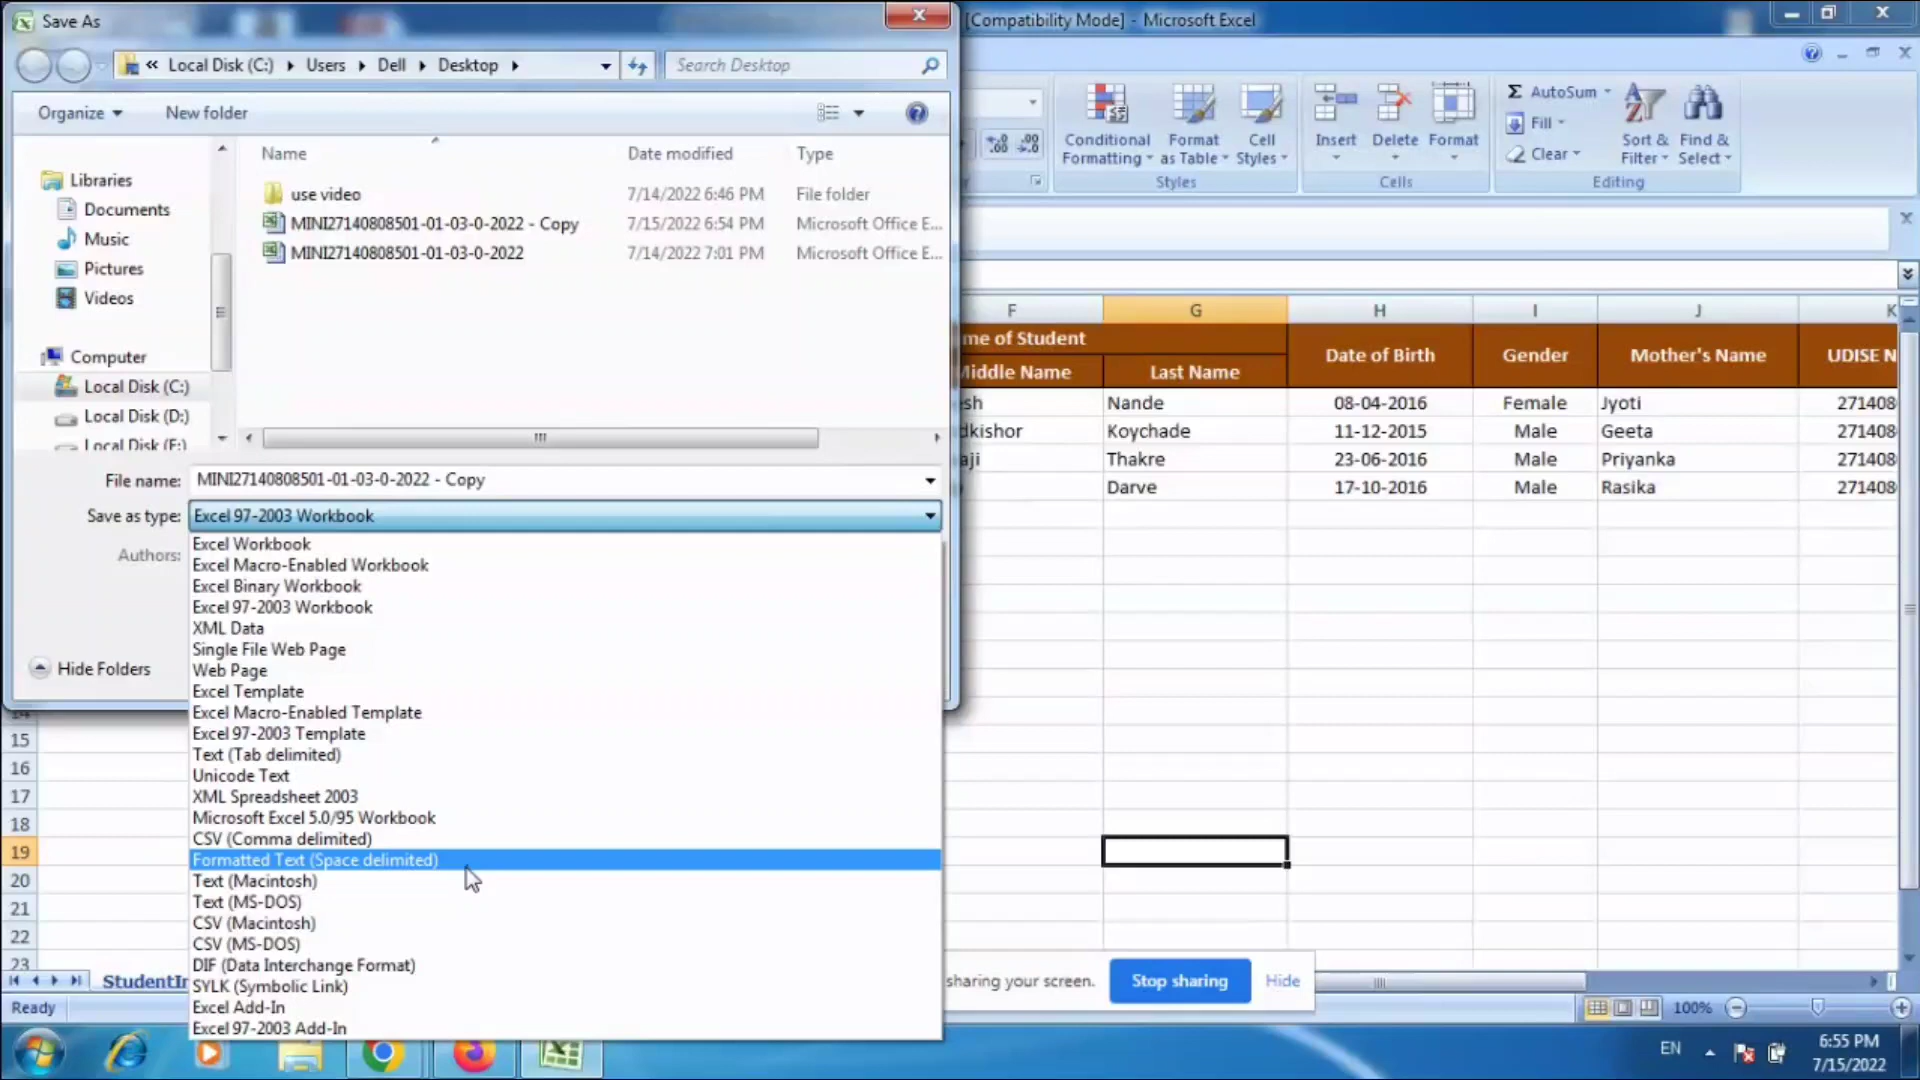 Save As
[Compatibility Mode] - Microsoft Excel
« Local Disk (C:) Users Dell Desktop
Search Desktop
Organize
New folder
Name Date modified Type
use video 7/14/2022 6:46 PM File folder
MINI27140808501-01-03-0-2022 - Copy 7/15/2022 6:54 PM Microsoft Office E...
MINI27140808501-01-03-0-2022 7/14/2022 7:01 PM Microsoft Office E...
Libraries
Documents
Music
Pictures
Videos
Computer
Local Disk (C:)
Local Disk (D:)
Local Disk (E:)
File name: MINI27140808501-01-03-0-2022 - Copy
Save as type: Excel 97-2003 Workbook
Authors:
Excel Workbook
Excel Macro-Enabled Workbook
Excel Binary Workbook
Excel 97-2003 Workbook
XML Data
Single File Web Page
Web Page
Excel Template
Excel Macro-Enabled Template
Excel 97-2003 Template
Text (Tab delimited)
Unicode Text
XML Spreadsheet 2003
Microsoft Excel 5.0/95 Workbook
CSV (Comma delimited)
Formatted Text (Space delimited)
Text (Macintosh)
Text (MS-DOS)
CSV (Macintosh)
CSV (MS-DOS)
DIF (Data Interchange Format)
SYLK (Symbolic Link)
Excel Add-In
Excel 97-2003 Add-In
Hide Folders
Conditional Formatting
Format as Table
Cell Styles
Styles
Insert Delete Format
Cells
Σ AutoSum
Fill
Clear
Sort & Filter
Find & Select
Editing
F G H I J K
me of Student Date of Birth Gender Mother's Name UDISE N
Middle Name Last Name
esh Nande 08-04-2016 Female Jyoti 271408
dkishor Koychade 11-12-2015 Male Geeta 271408
aji Thakre 23-06-2016 Male Priyanka 271408
Darve 17-10-2016 Male Rasika 271408
14
15
16
17
18
19
20
21
22
23
StudentIn
sharing your screen. Stop sharing Hide
Ready
100%
EN
6:55 PM
7/15/2022